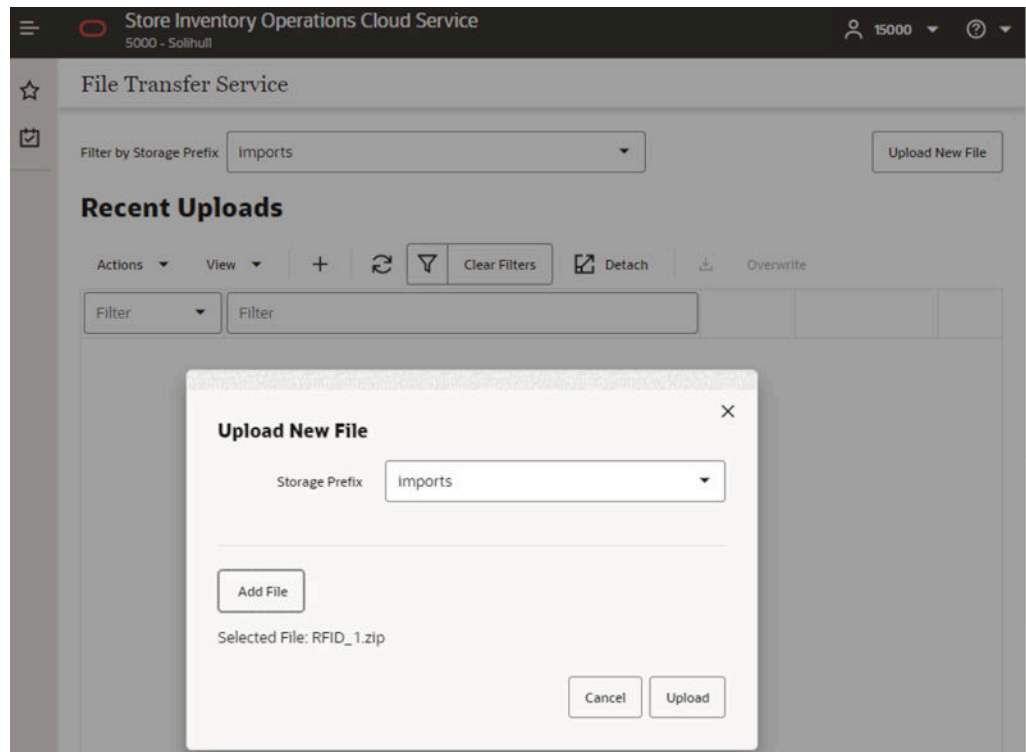 Store Inventory Operations Cloud Service
5000 - Solihull
15000
File Transfer Service
Filter by Storage Prefix imports Upload New File
Recent Uploads
Actions View Clear Filters Detach Overwrite
Filter Filter
Upload New File
Storage Prefix imports
Add File
Selected File: RFID_1.zip
Cancel Upload